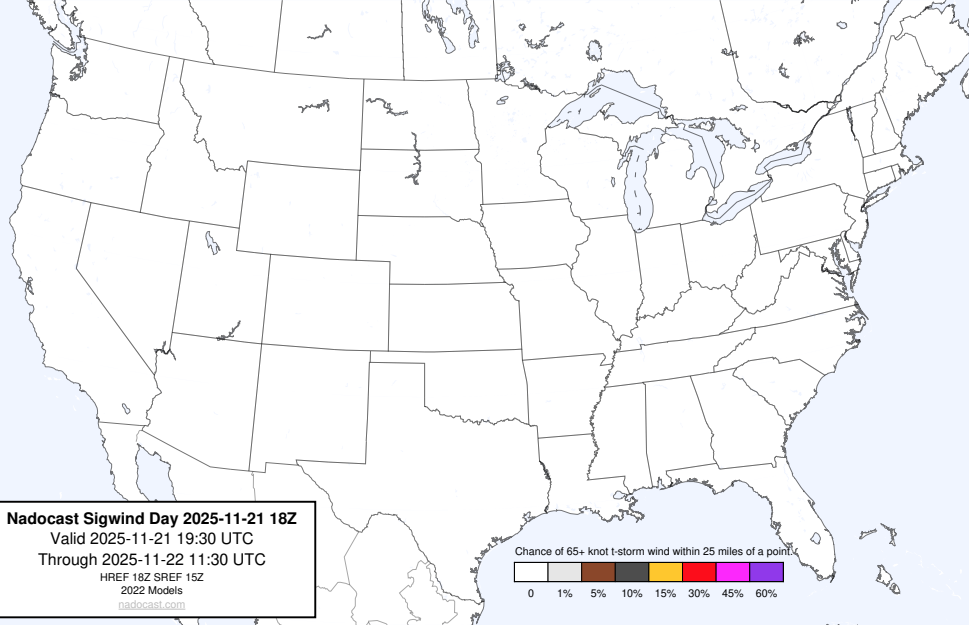 Nadocast Sigwind Day 2025-11-21 18Z
Valid 2025-11-21 19:30 UTC
Through 2025-11-22 11:30 UTC
HREF 18Z SREF 15Z
2022 Models
nadocast.com
Chance of 65+ knot t-storm wind within 25 miles of a point.
0 1% 5% 10% 15% 30% 45% 60%